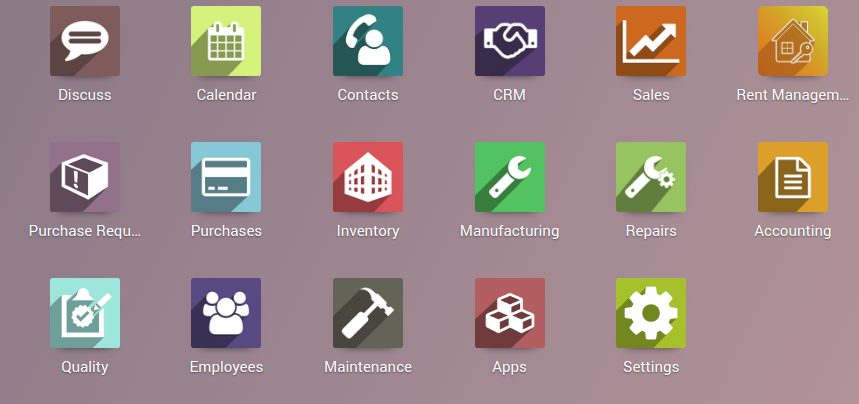 Discuss
Calendar
Contacts
CRM
Sales
Rent Managem...
Purchase Requ...
Purchases
Inventory
Manufacturing
Repairs
Accounting
Quality
Employees
Maintenance
Apps
Settings